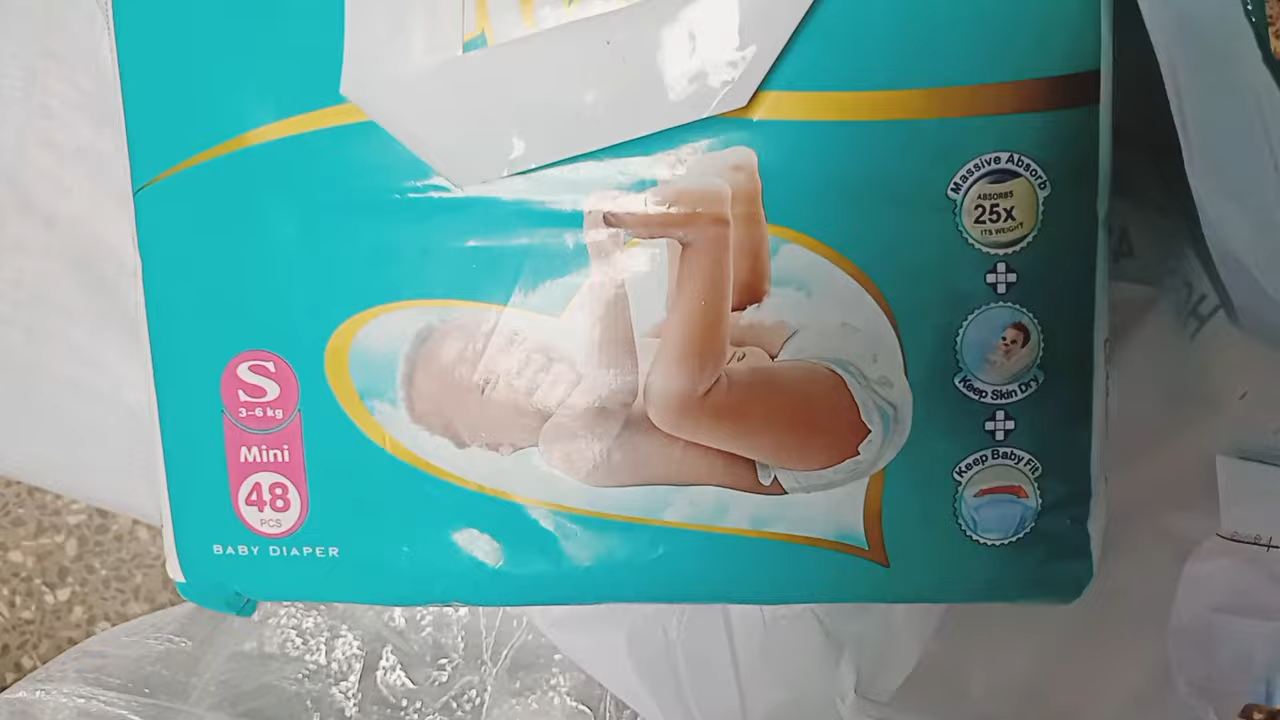 Massive Absorb
ABSORBS
25x
ITS WEIGHT
Keep Skin Dry
Keep Baby Fit
S
3-6 kg
Mini
48
PCS
BABY DIAPER